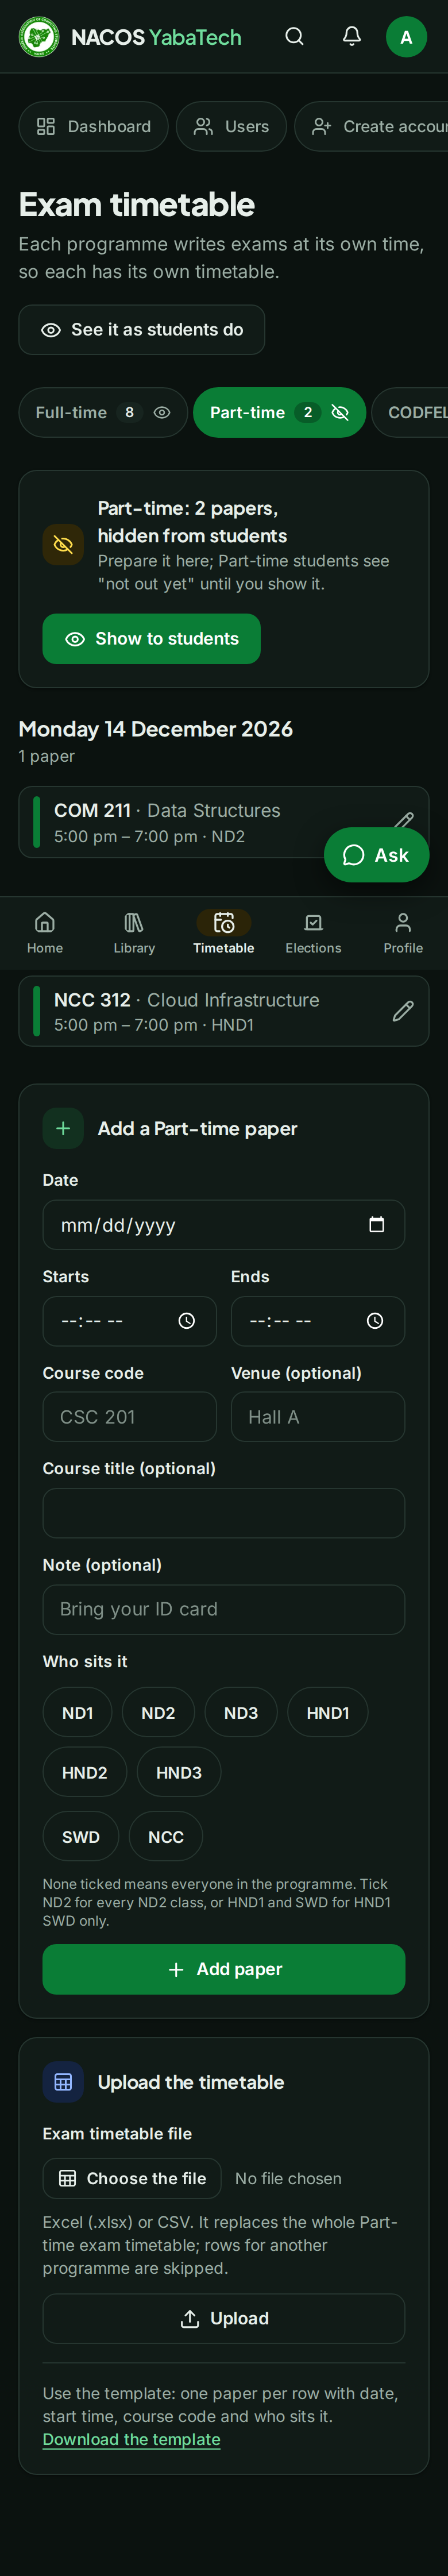 NACOS YabaTech
A
Dashboard
Users
Create accour
Exam timetable
Each programme writes exams at its own time,
so each has its own timetable.
See it as students do
Full-time 8
Part-time 2
CODFEL
Part-time: 2 papers,
hidden from students
Prepare it here; Part-time students see
"not out yet" until you show it.
Show to students
Monday 14 December 2026
1 paper
COM 211 · Data Structures
5:00 pm – 7:00 pm · ND2
Ask
Home
Library
Timetable
Elections
Profile
NCC 312 · Cloud Infrastructure
5:00 pm – 7:00 pm · HND1
Add a Part-time paper
Date
mm/dd/yyyy
Starts
Ends
--:-- --
--:-- --
Course code
Venue (optional)
CSC 201
Hall A
Course title (optional)
Note (optional)
Bring your ID card
Who sits it
ND1
ND2
ND3
HND1
HND2
HND3
SWD
NCC
None ticked means everyone in the programme. Tick
ND2 for every ND2 class, or HND1 and SWD for HND1
SWD only.
Add paper
Upload the timetable
Exam timetable file
Choose the file
No file chosen
Excel (.xlsx) or CSV. It replaces the whole Part-
time exam timetable; rows for another
programme are skipped.
Upload
Use the template: one paper per row with date,
start time, course code and who sits it.
Download the template